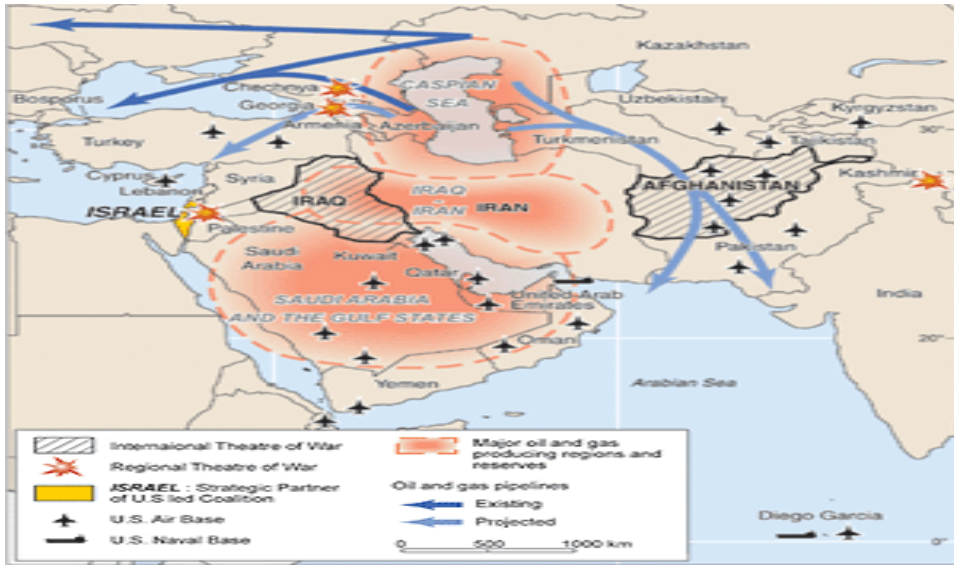 Kazakhstan
CASPIAN
SEA
Chechnya
Georgia
Bosporus
Uzbekistan
Kyrgyzstan
30°
Armenia
Azerbaijan
Turkey
Turkmenistan
Tajikistan
Cyprus
Lebanon
Syria
IRAQ
IRAQ
- IRAN
IRAN
AFGHANISTAN
Kashmir
ISRAEL
Palestine
Saudi
Arabia
Kuwait
Qatar
Pakistan
United Arab
Emirates
India
SAUDI ARABIA
AND THE GULF STATES
Oman
20°
Yemen
Arabian Sea
Internaional Theatre of War
Regional Theatre of War
ISRAEL : Strategic Partner
of U.S led Coalition
U.S. Air Base
U.S. Naval Base
Major oil and gas
producing regions and
reserves
Oil and gas pipelines
Existing
Projected
0 500 1000 km
Diego Garcia
0°